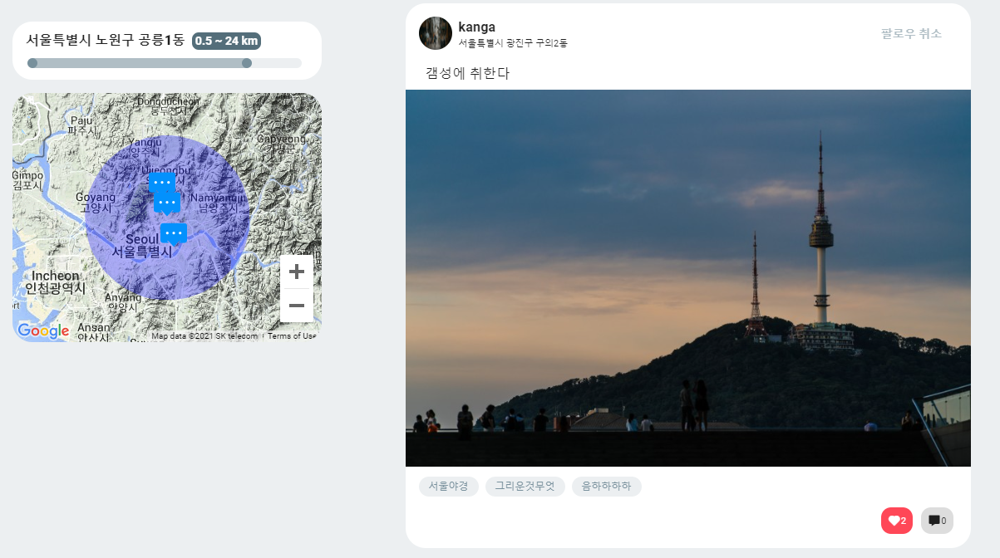 서울특별시 노원구 공릉1동 0.5 ~ 24 km
Dongducheon
동두천시
Paju
파주시
Gapyeong
가평군
Yangju
양주시
Uijeongbu
Gimpo
김포시
Goyang
고양시
Namyangju
남양주시
Seoul
서울특별시
Incheon
인천광역시
Anyang
안양시
Ansan
안산시
Google
Map data ©2021 SK telecom
Terms of Use
kanga
서울특별시 광진구 구의2동
팔로우 취소
갬성에 취한다
서울야경
그리운것무엇
음하하하하
2
0